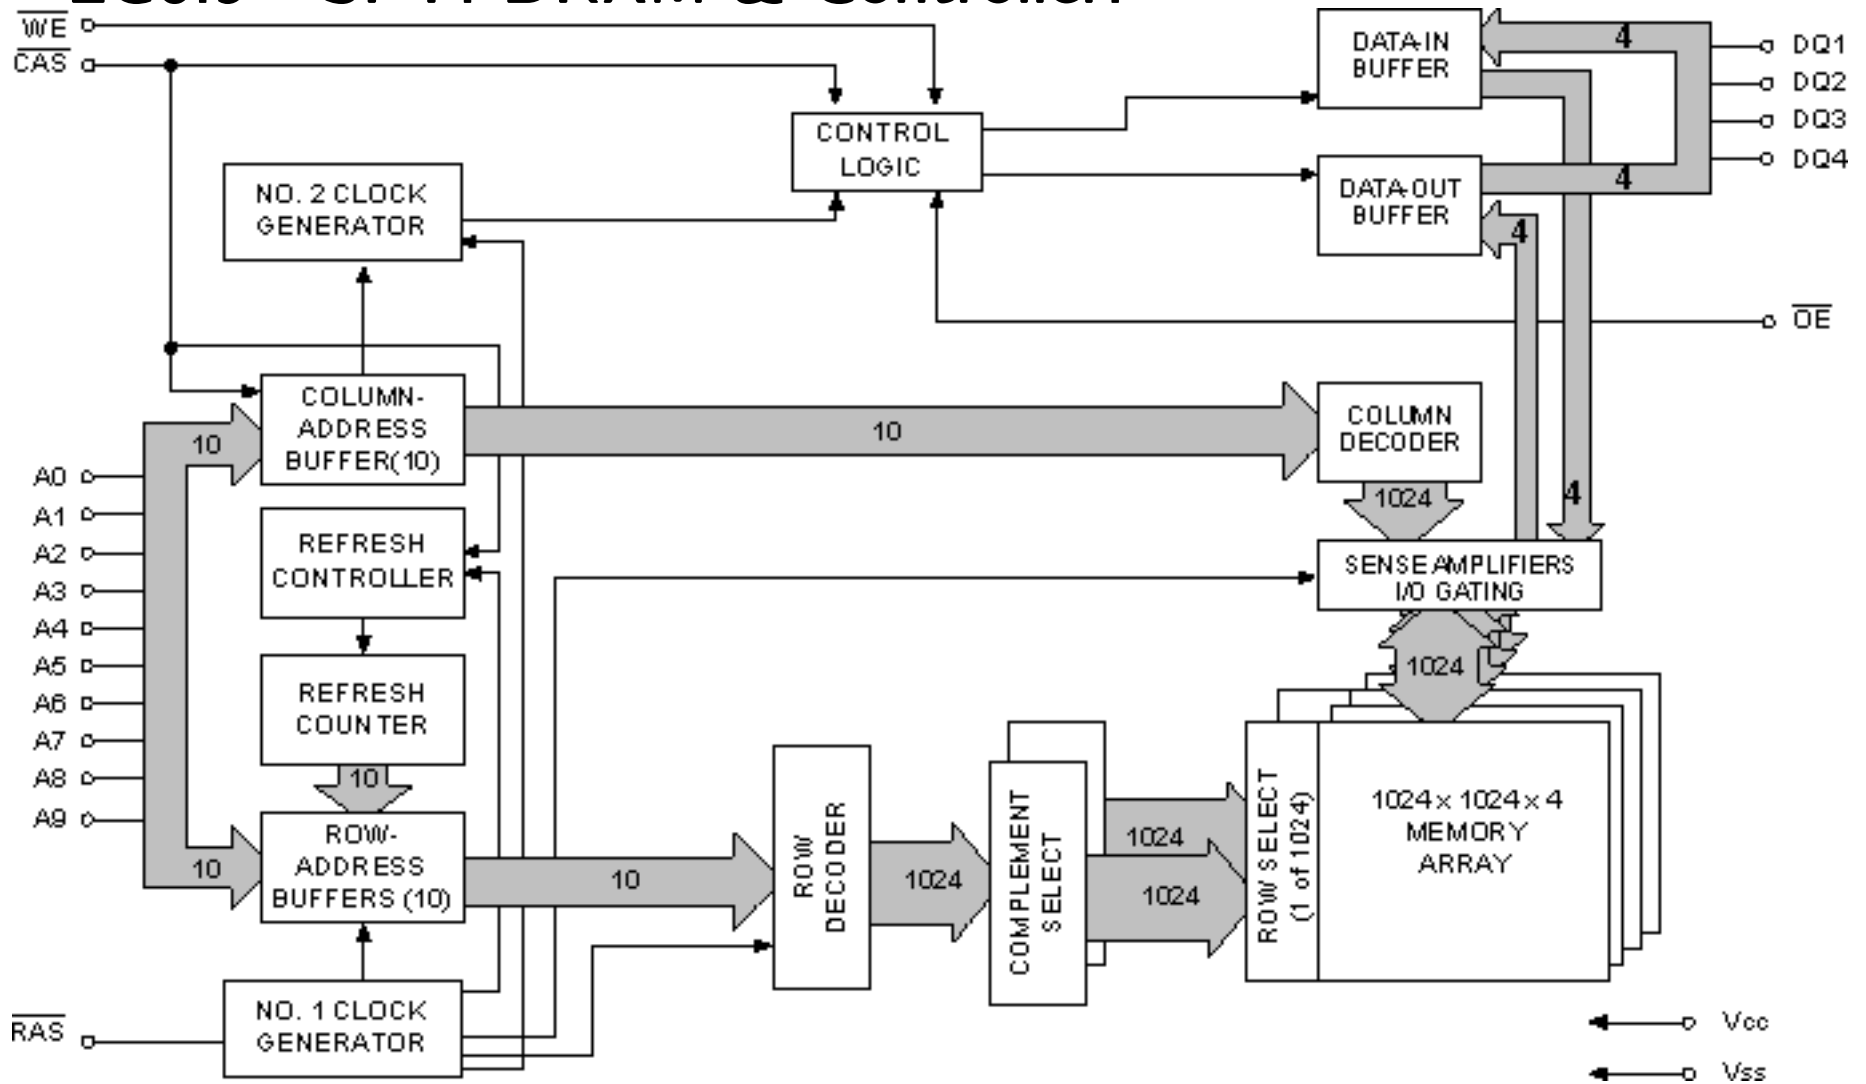 WE
CAS
DATA-IN
BUFFER
4
DQ1
DQ2
DQ3
DQ4
CONTROL
LOGIC
NO. 2 CLOCK
GENERATOR
DATA-OUT
BUFFER
4
4
OE
COLUMN-
ADDRESS
BUFFER(10)
10
10
COLUMN
DECODER
1024
4
A0
A1
A2
A3
A4
A5
A6
A7
A8
A9
REFRESH
CONTROLLER
SENSE AMPLIFIERS
I/O GATING
1024
REFRESH
COUNTER
10
ROW-
ADDRESS
BUFFERS (10)
10
10
ROW
DECODER
1024
COMPLEMENT
SELECT
1024
1024
ROW SELECT
(1 of 1024)
1024 x 1024 x 4
MEMORY
ARRAY
RAS
NO. 1 CLOCK
GENERATOR
Vcc
Vss